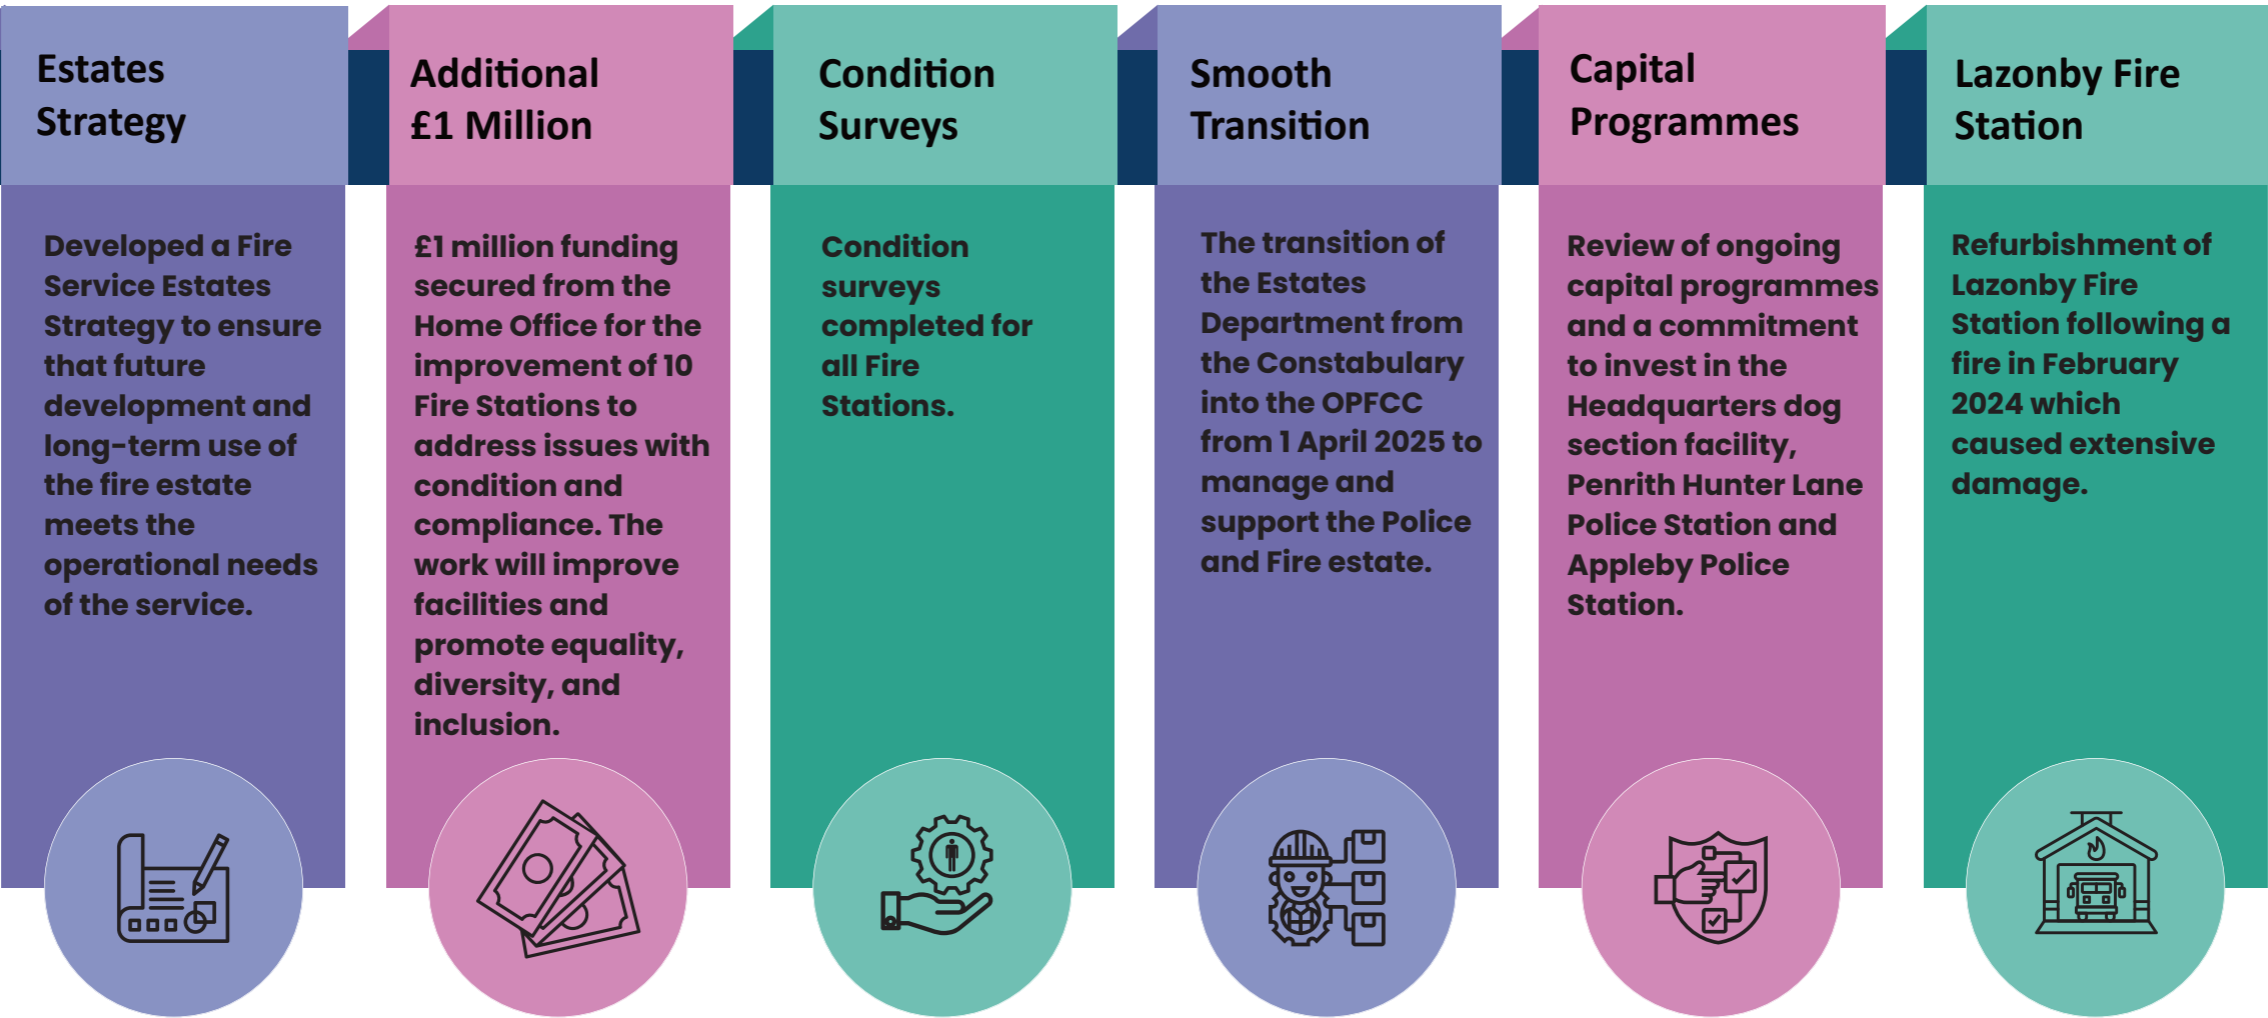 Estates
Strategy
Developed a Fire
Service Estates
Strategy to ensure
that future
development and
long-term use of
the fire estate
meets the
operational needs
of the service.
Additional
£1 Million
£1 million funding
secured from the
Home Office for the
improvement of 10
Fire Stations to
address issues with
condition and
compliance. The
work will improve
facilities and
promote equality,
diversity, and
inclusion.
Condition
Surveys
Condition
surveys
completed for
all Fire
Stations.
Smooth
Transition
The transition of
the Estates
Department from
the Constabulary
into the OPFCC
from 1 April 2025 to
manage and
support the Police
and Fire estate.
Capital
Programmes
Review of ongoing
capital programmes
and a commitment
to invest in the
Headquarters dog
section facility,
Penrith Hunter Lane
Police Station and
Appleby Police
Station.
Lazonby Fire
Station
Refurbishment of
Lazonby Fire
Station following a
fire in February
2024 which
caused extensive
damage.